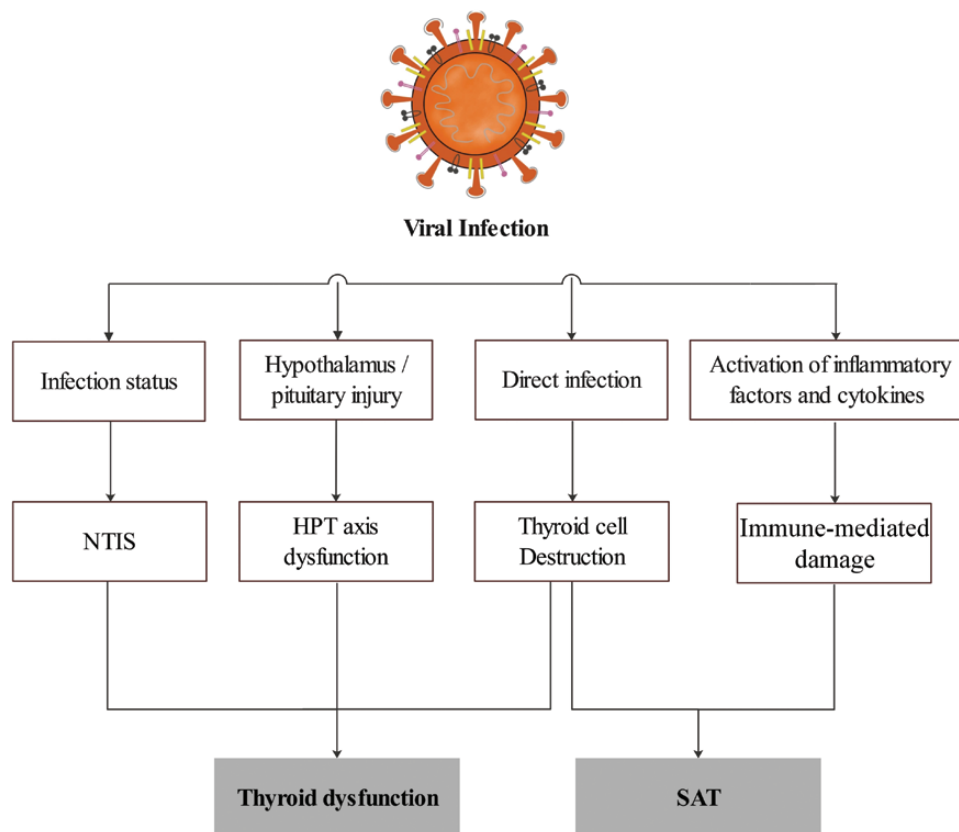 Viral Infection
Infection status
Hypothalamus /
pituitary injury
Direct infection
Activation of inflammatory
factors and cytokines
NTIS
HPT axis
dysfunction
Thyroid cell
Destruction
Immune-mediated
damage
Thyroid dysfunction
SAT